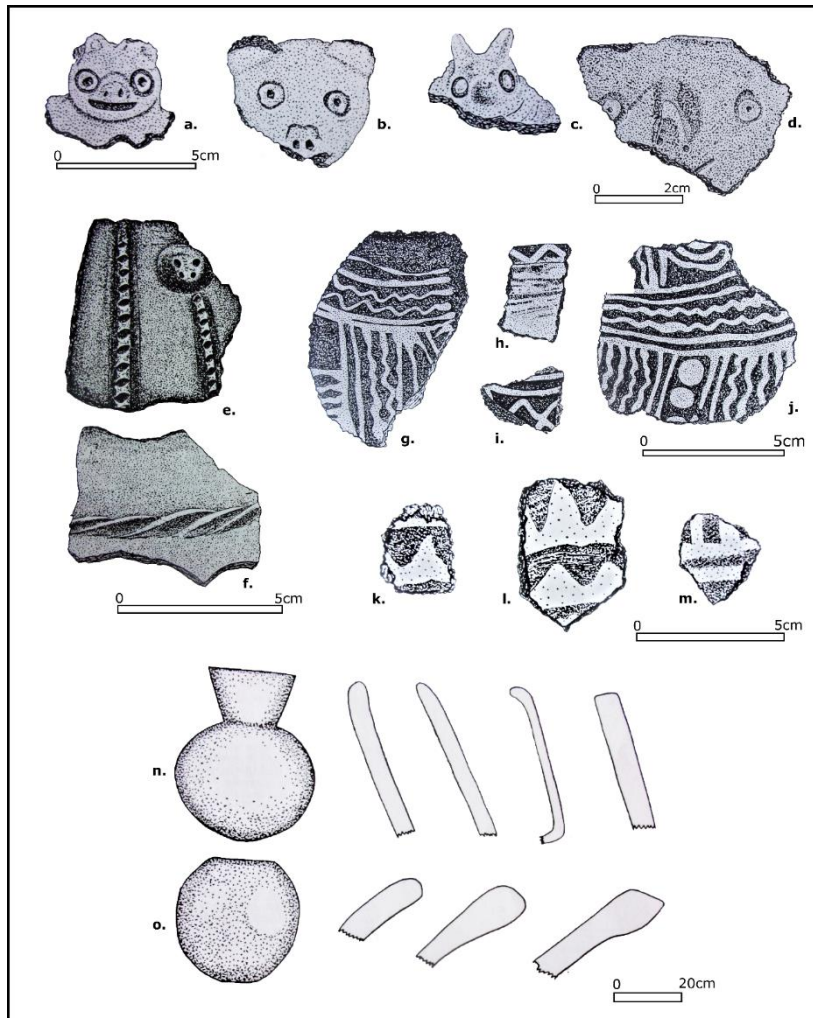 a.
b.
c.
d.
0 5cm
0 2cm
e.
g.
h.
i.
j.
0 5cm
f.
0 5cm
k.
l.
m.
0 5cm
n.
o.
0 20cm